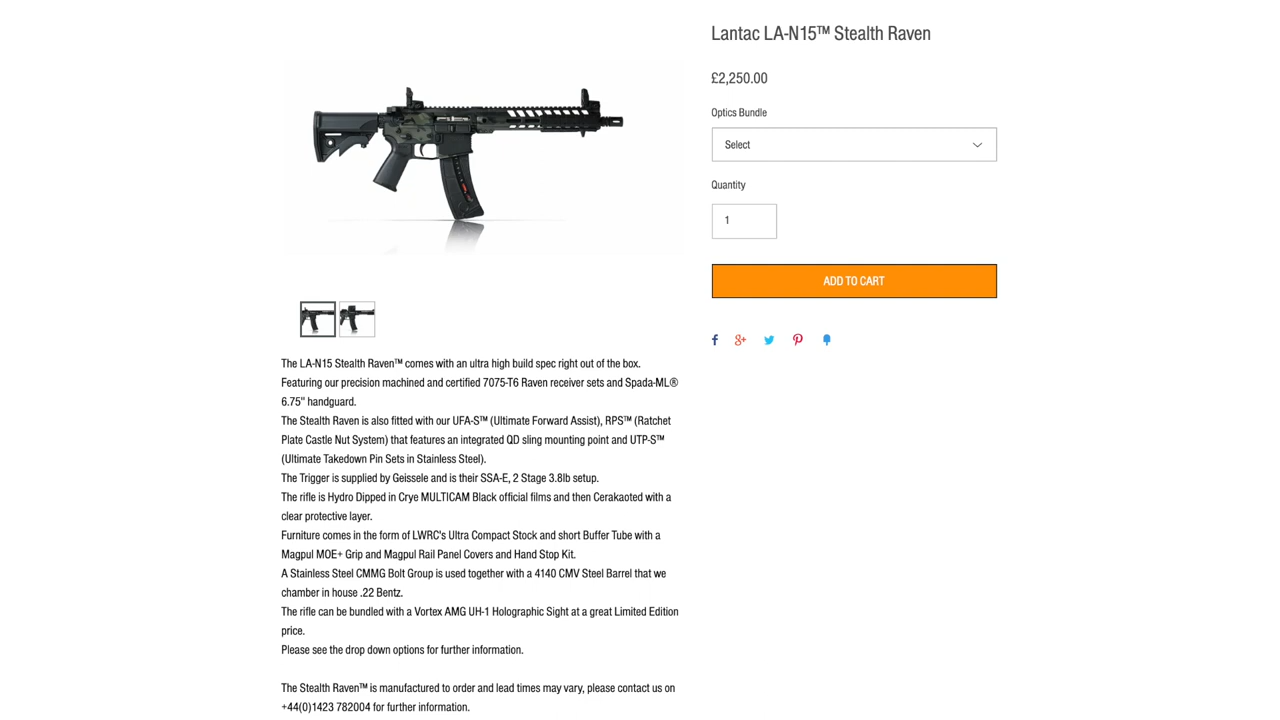 Lantac LA-N15™ Stealth Raven
£2,250.00
Optics Bundle
Select
Quantity
1
ADD TO CART
The LA-N15 Stealth Raven™ comes with an ultra high build spec right out of the box.
Featuring our precision machined and certified 7075-T6 Raven receiver sets and Spada-ML®
6.75" handguard.
The Stealth Raven is also fitted with our UFA-S™ (Ultimate Forward Assist), RPS™ (Ratchet
Plate Castle Nut System) that features an integrated QD sling mounting point and UTP-S™
(Ultimate Takedown Pin Sets in Stainless Steel).
The Trigger is supplied by Geissele and is their SSA-E, 2 Stage 3.8lb setup.
The rifle is Hydro Dipped in Crye MULTICAM Black official films and then Cerakaoted with a
clear protective layer.
Furniture comes in the form of LWRC's Ultra Compact Stock and short Buffer Tube with a
Magpul MOE+ Grip and Magpul Rail Panel Covers and Hand Stop Kit.
A Stainless Steel CMMG Bolt Group is used together with a 4140 CMV Steel Barrel that we
chamber in house .22 Bentz.
The rifle can be bundled with a Vortex AMG UH-1 Holographic Sight at a great Limited Edition
price.
Please see the drop down options for further information.
The Stealth Raven™ is manufactured to order and lead times may vary, please contact us on
+44(0)1423 782004 for further information.